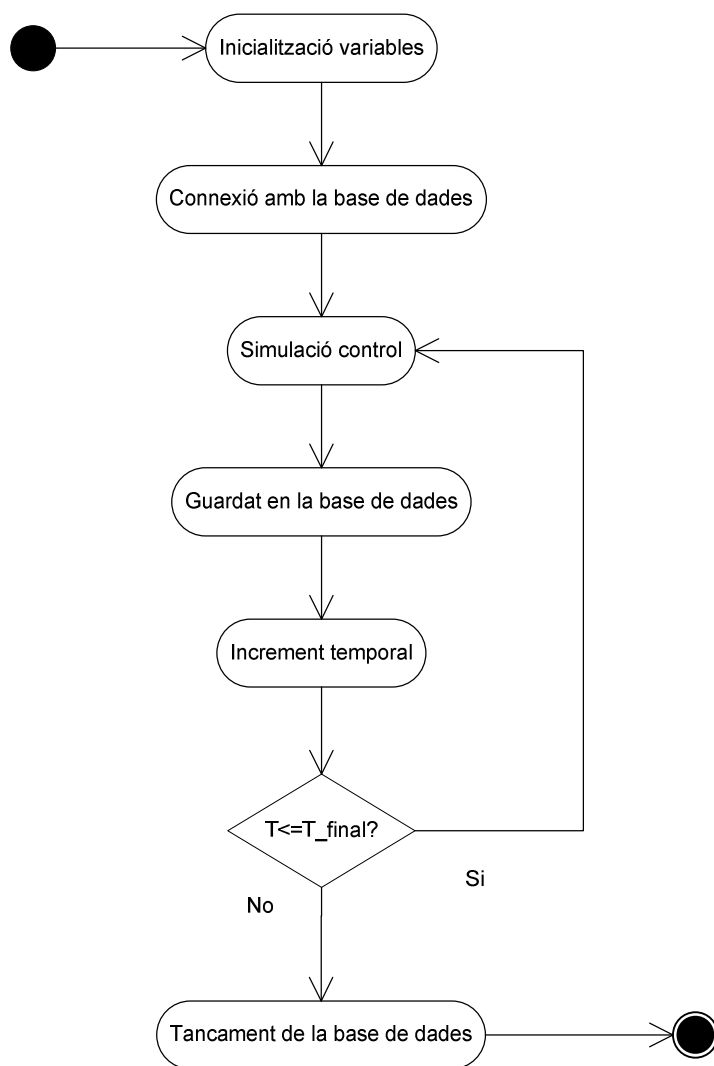 Inicialització variables
Connexió amb la base de dades
Simulació control
Guardat en la base de dades
Increment temporal
T<=T_final?
Si
No
Tancament de la base de dades